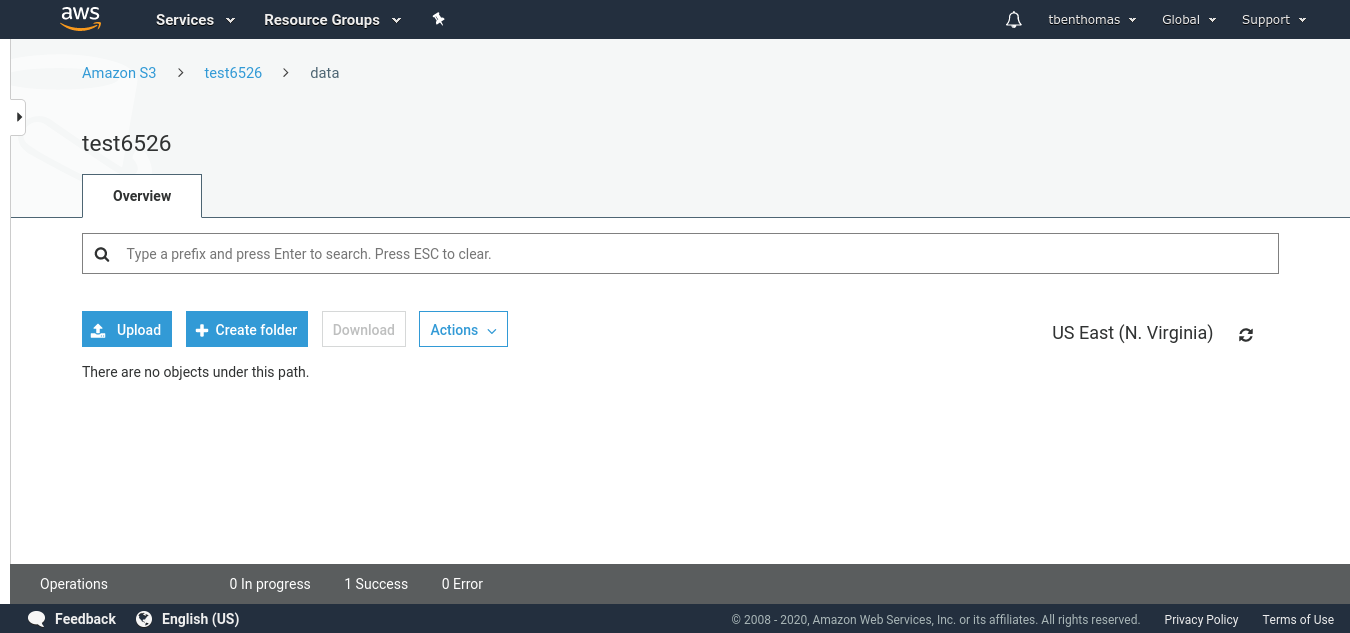 aws Services Resource Groups tbenthomas Global Support
Amazon S3 > test6526 > data
test6526
Overview
Type a prefix and press Enter to search. Press ESC to clear.
Upload Create folder Download Actions US East (N. Virginia)
There are no objects under this path.
Operations 0 In progress 1 Success 0 Error
Feedback English (US) © 2008 - 2020, Amazon Web Services, Inc. or its affiliates. All rights reserved. Privacy Policy Terms of Use